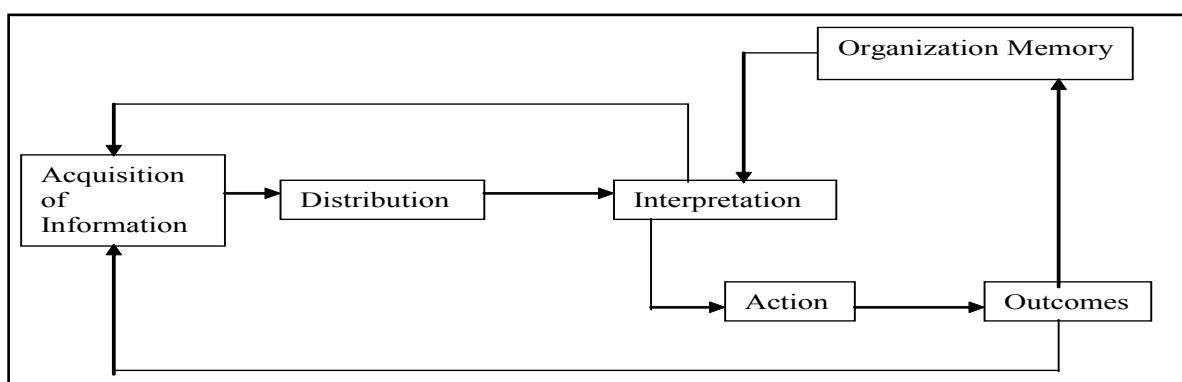 Organization Memory
Acquisition
of
Information
Distribution
Interpretation
Action
Outcomes